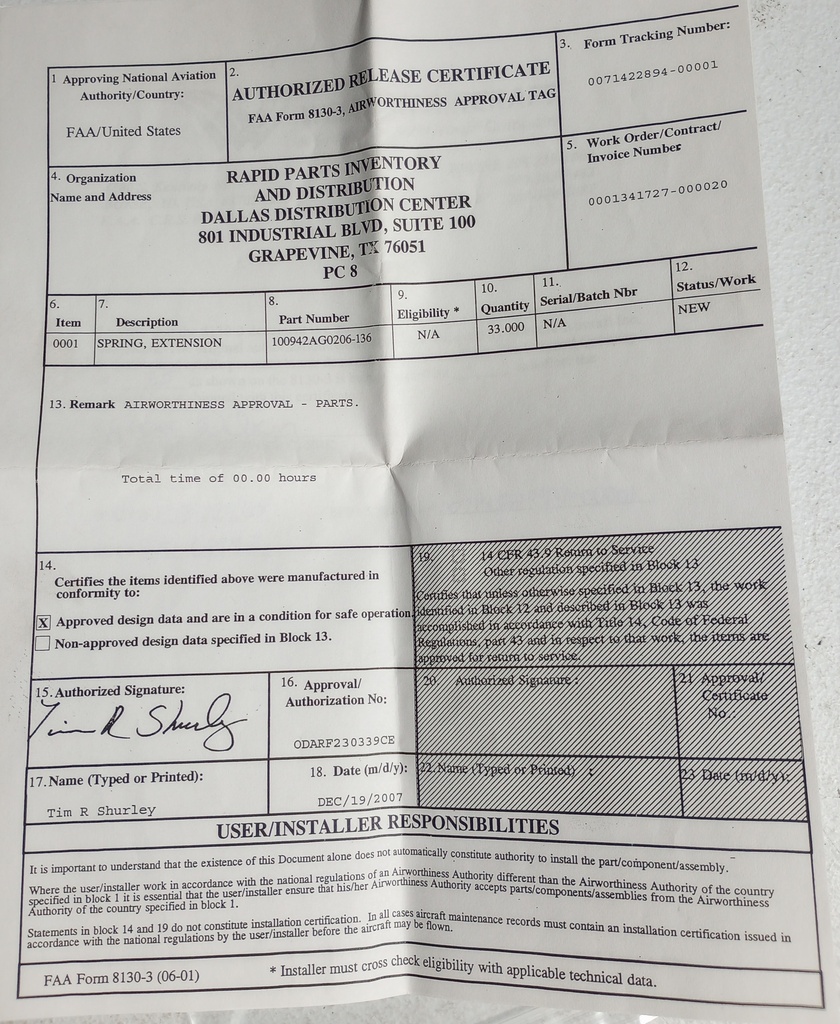 1 Approving National Aviation
Authority/Country:
FAA/United States
2.
AUTHORIZED RELEASE CERTIFICATE
FAA Form 8130-3, AIRWORTHINESS APPROVAL TAG
3. Form Tracking Number:
0071422894-00001
4. Organization
Name and Address
RAPID PARTS INVENTORY
AND DISTRIBUTION
DALLAS DISTRIBUTION CENTER
801 INDUSTRIAL BLVD, SUITE 100
GRAPEVINE, TX 76051
PC 8
5. Work Order/Contract/
Invoice Number
0001341727-000020
6.
Item
7.
Description
8.
Part Number
9.
Eligibility *
10.
Quantity
11.
Serial/Batch Nbr
12.
Status/Work
0001 SPRING, EXTENSION 100942AG0206-136 N/A 33.000 N/A NEW
13. Remark AIRWORTHINESS APPROVAL - PARTS.
Total time of 00.00 hours
14.
Certifies the items identified above were manufactured in
conformity to:
X Approved design data and are in a condition for safe operation
Non-approved design data specified in Block 13.
19. 14 CFR 43.9 Return to Service
Other regulation specified in Block 13
Certifies that unless otherwise specified in Block 13, the work
identified in Block 12 and described in Block 13 was
accomplished in accordance with Title 14, Code of Federal
Regulations, part 43 and in respect to that work, the items are
approved for return to service.
15. Authorized Signature:
Tim R Shurley
16. Approval/
Authorization No:
ODARF230339CE
20. Authorized Signature:
21 Approval/
Certificate
No.:
17. Name (Typed or Printed):
Tim R Shurley
18. Date (m/d/y):
DEC/19/2007
22. Name (Typed or Printed) :
23 Date (m/d/y):
USER/INSTALLER RESPONSIBILITIES
It is important to understand that the existence of this Document alone does not automatically constitute authority to install the part/component/assembly.
Where the user/installer work in accordance with the national regulations of an Airworthiness Authority different than the Airworthiness Authority of the country
specified in block 1 it is essential that the user/installer ensure that his/her Airworthiness Authority accepts parts/components/assemblies from the Airworthiness
Authority of the country specified in block 1.
Statements in block 14 and 19 do not constitute installation certification. In all cases aircraft maintenance records must contain an installation certification issued in
accordance with the national regulations by the user/installer before the aircraft may be flown.
FAA Form 8130-3 (06-01)
* Installer must cross check eligibility with applicable technical data.